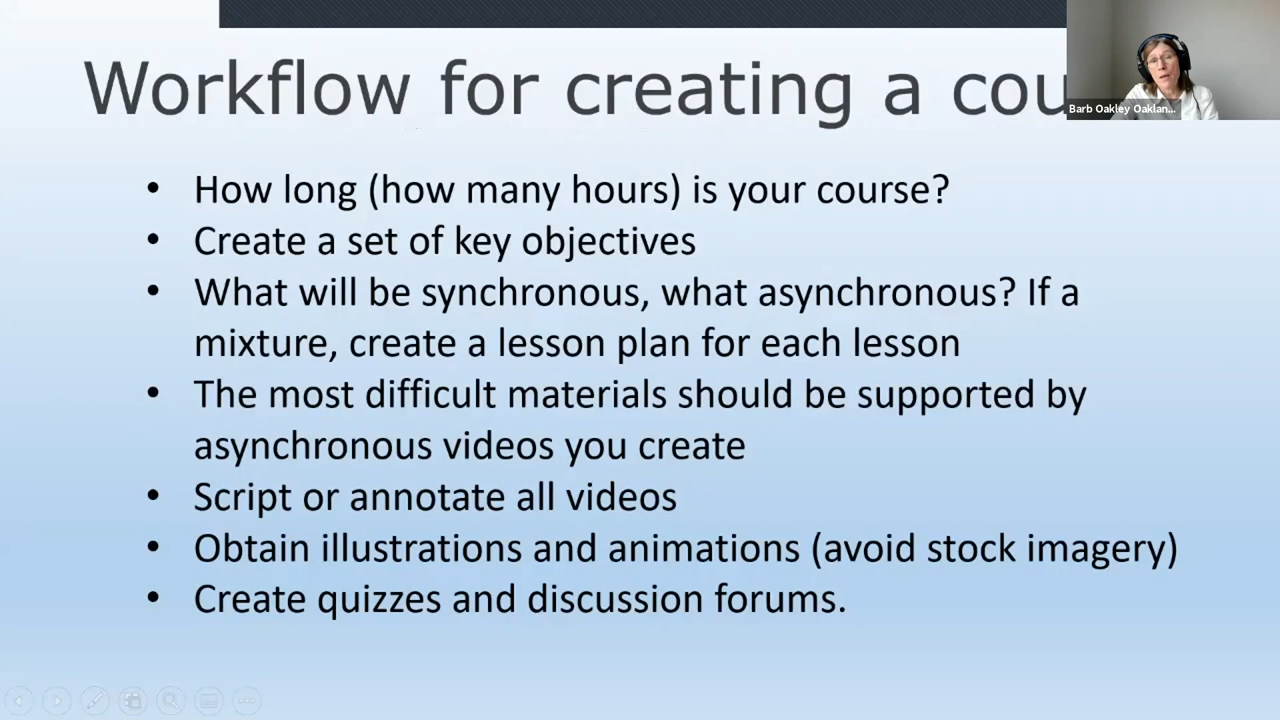 Workflow for creating a cou
Barb Oakley Oaklan...
• How long (how many hours) is your course?
• Create a set of key objectives
• What will be synchronous, what asynchronous? If a
mixture, create a lesson plan for each lesson
• The most difficult materials should be supported by
asynchronous videos you create
• Script or annotate all videos
• Obtain illustrations and animations (avoid stock imagery)
• Create quizzes and discussion forums.